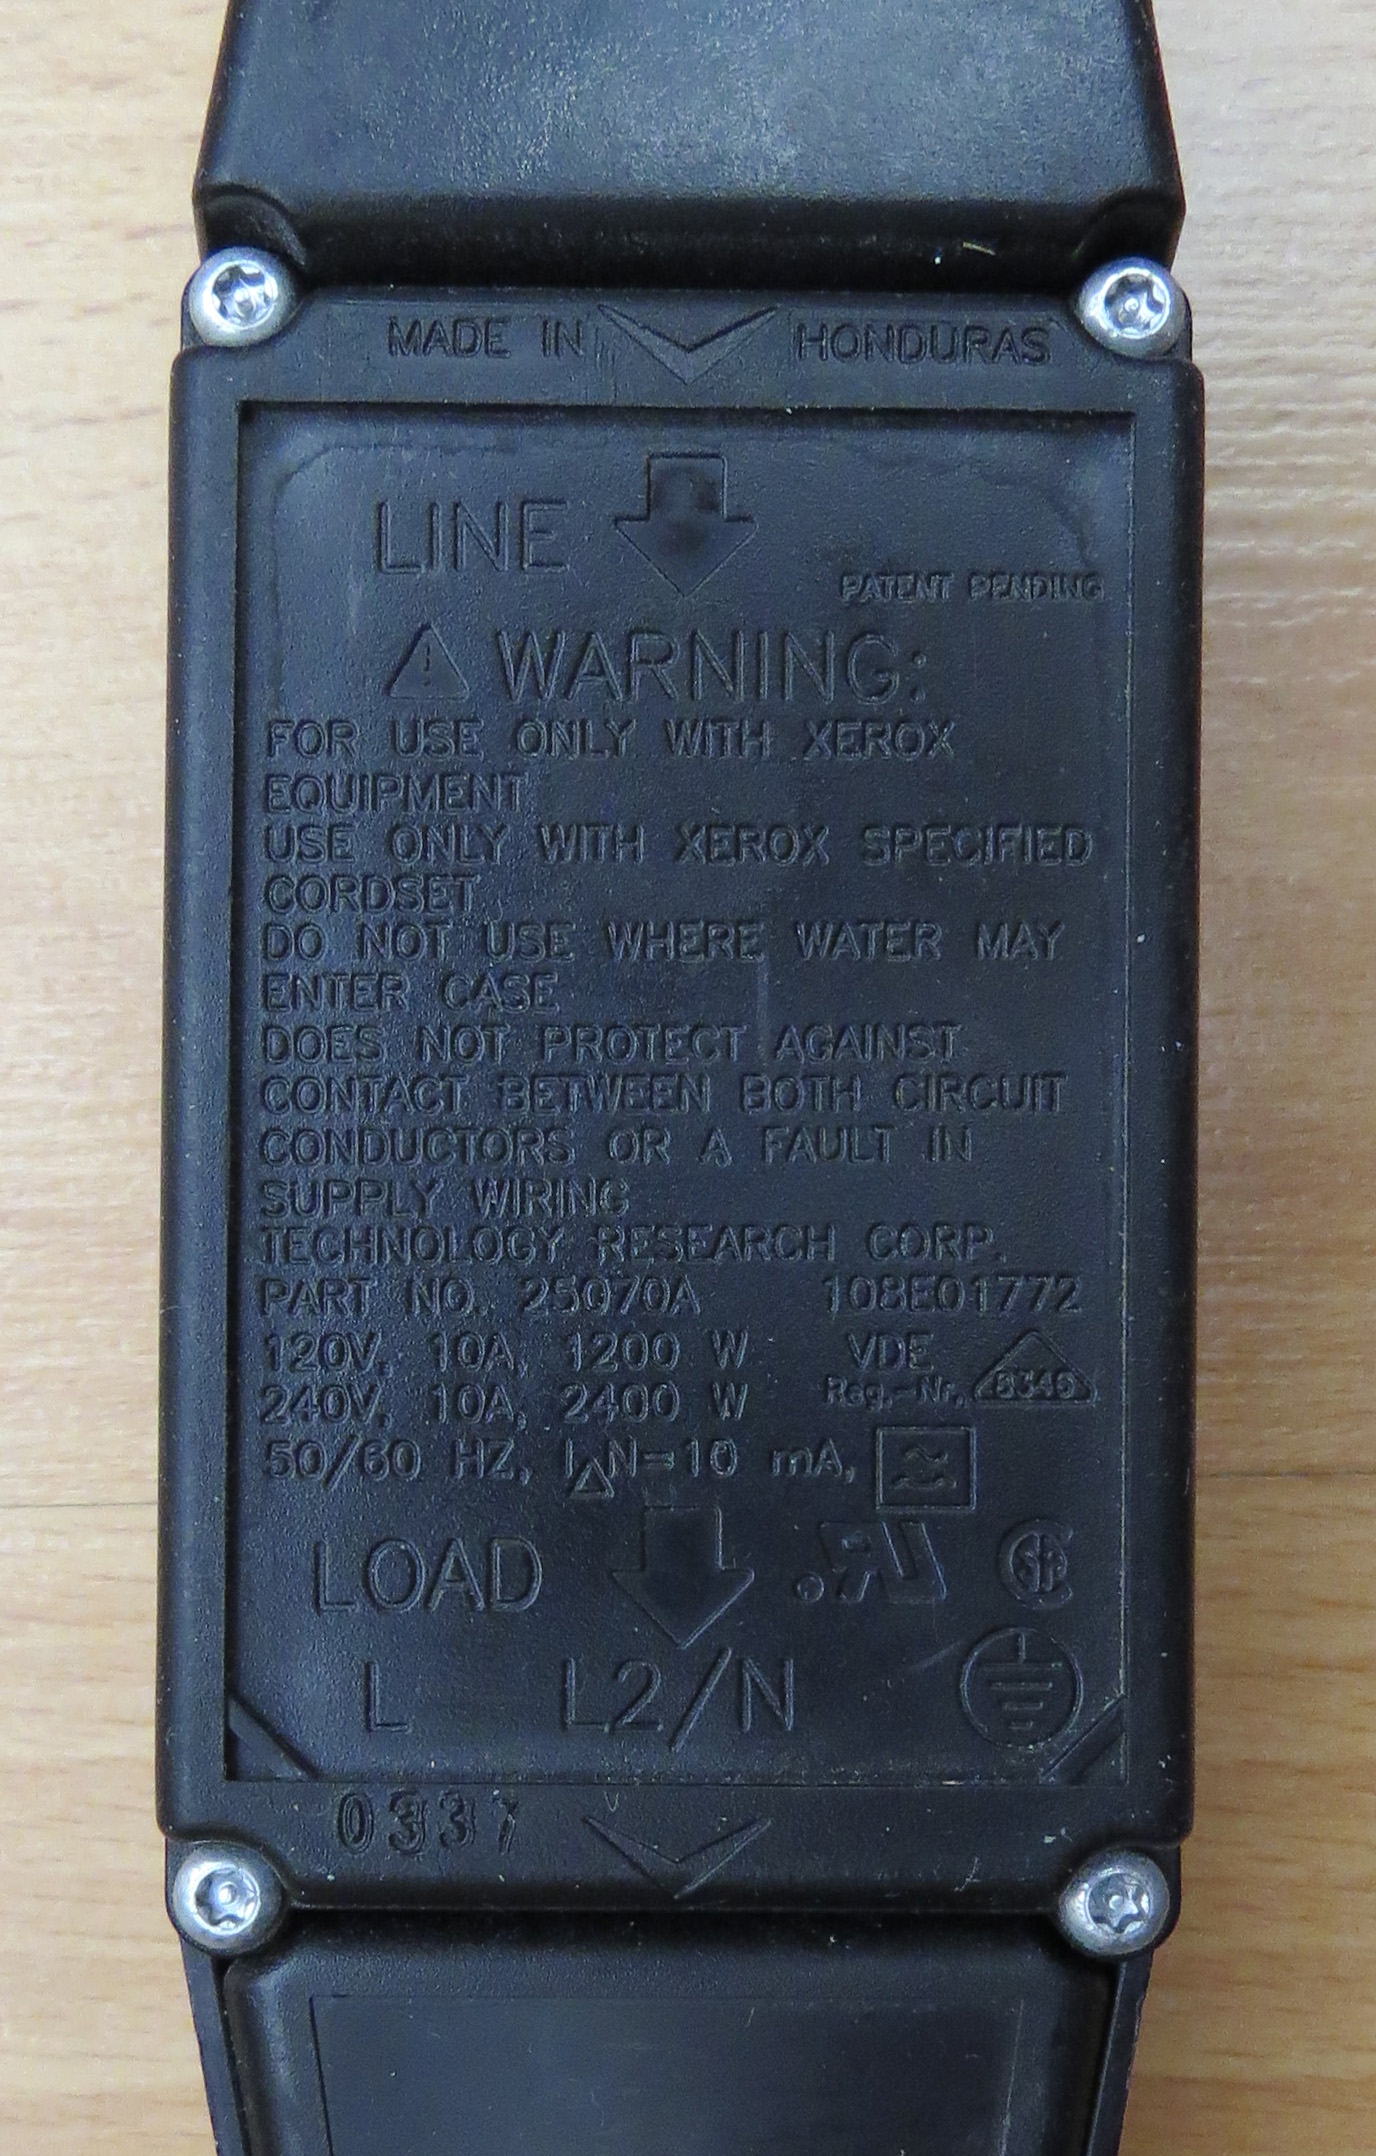 MADE IN HONDURAS
LINE
PATENT PENDING
WARNING:
FOR USE ONLY WITH XEROX
EQUIPMENT
USE ONLY WITH XEROX SPECIFIED
CORDSET
DO NOT USE WHERE WATER MAY
ENTER CASE
DOES NOT PROTECT AGAINST
CONTACT BETWEEN BOTH CIRCUIT
CONDUCTORS OR A FAULT IN
SUPPLY WIRING
TECHNOLOGY RESEARCH CORP.
PART NO. 25070A 108E01772
120V, 10A, 1200 W VDE
Reg.-Nr. 8346
240V, 10A, 2400 W
50/60 HZ, I△N=10 mA,
LOAD
L L2/N
0337